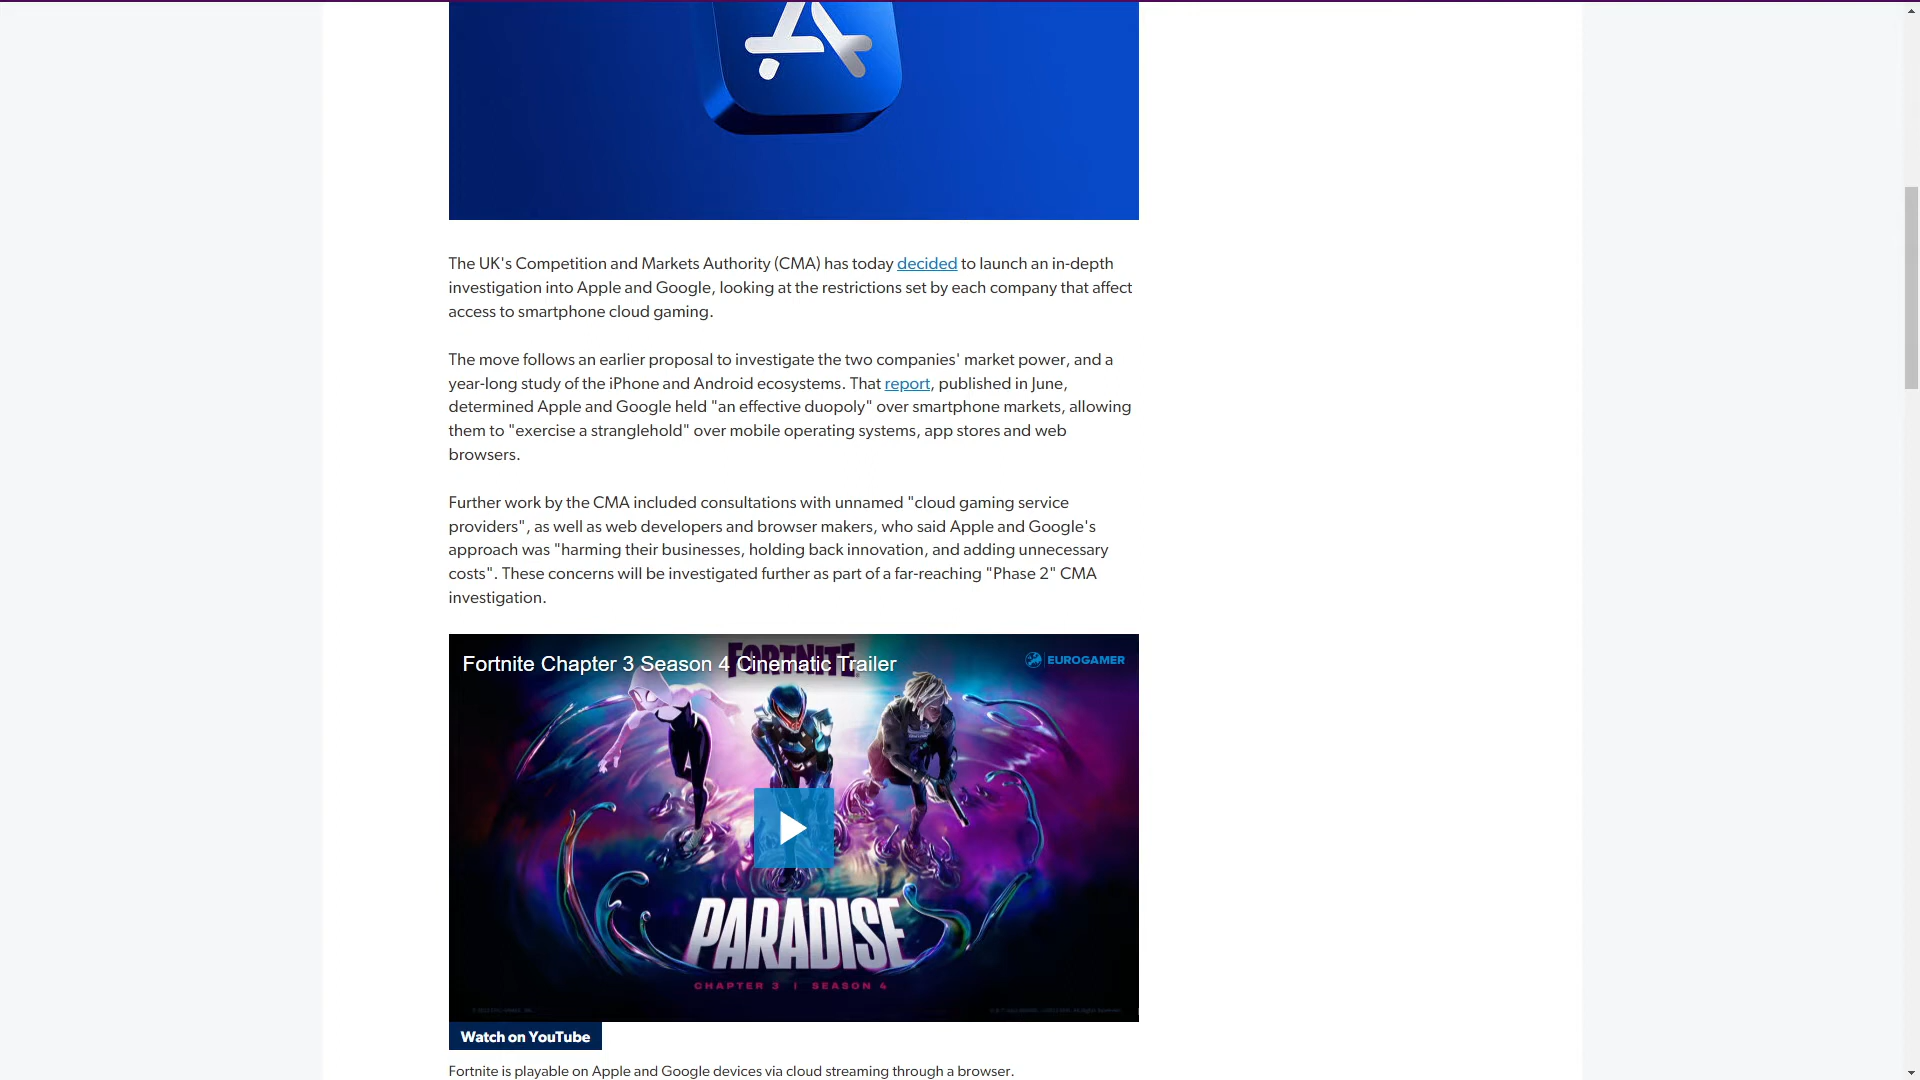 The UK's Competition and Markets Authority (CMA) has today decided to launch an in-depth
investigation into Apple and Google, looking at the restrictions set by each company that affect
access to smartphone cloud gaming.
The move follows an earlier proposal to investigate the two companies' market power, and a
year-long study of the iPhone and Android ecosystems. That report, published in June,
determined Apple and Google held "an effective duopoly" over smartphone markets, allowing
them to "exercise a stranglehold" over mobile operating systems, app stores and web
browsers.
Further work by the CMA included consultations with unnamed "cloud gaming service
providers", as well as web developers and browser makers, who said Apple and Google's
approach was "harming their businesses, holding back innovation, and adding unnecessary
costs". These concerns will be investigated further as part of a far-reaching "Phase 2" CMA
investigation.
FORTNITE
Fortnite Chapter 3 Season 4 Cinematic Trailer
EUROGAMER
PARADISE
CHAPTER 3 | SEASON 4
Watch on YouTube
Fortnite is playable on Apple and Google devices via cloud streaming through a browser.